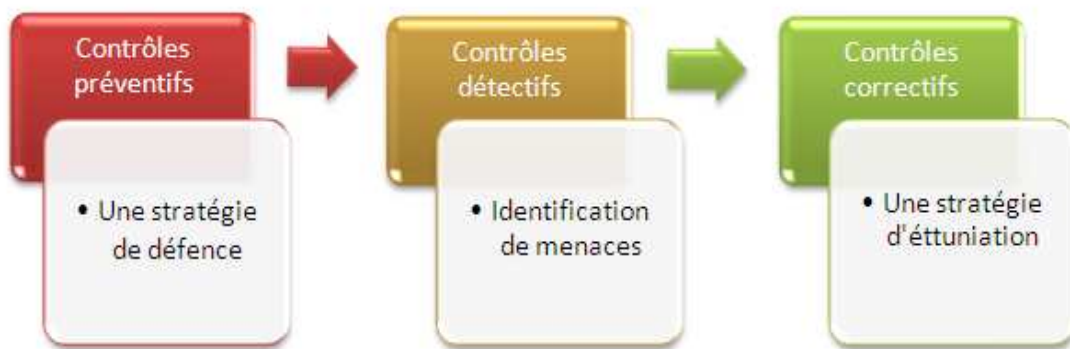 Contrôles
préventifs
• Une stratégie
de défence
Contrôles
détectifs
• Identification
de menaces
Contrôles
correctifs
• Une stratégie
d'éttuniation